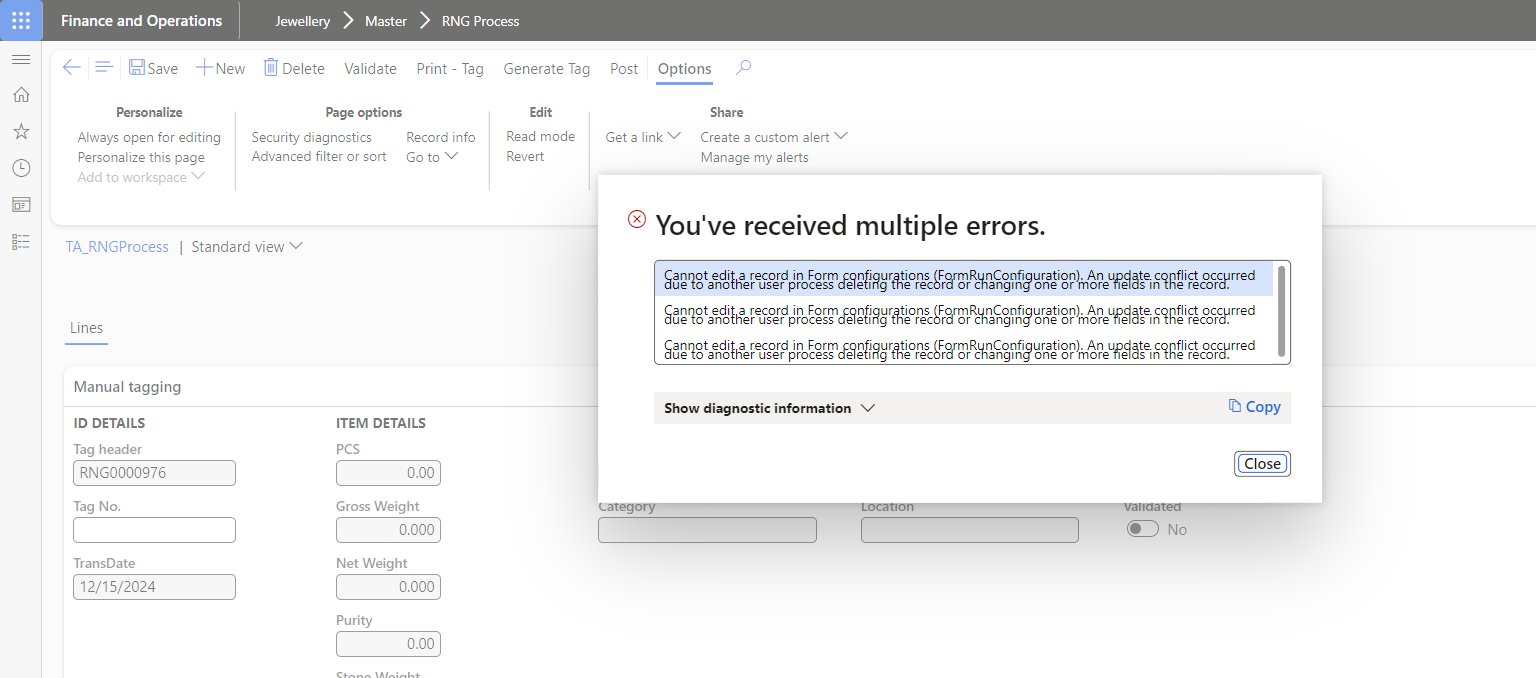 Finance and Operations
Jewellery > Master > RNG Process
Save New Delete Validate Print - Tag Generate Tag Post Options
Personalize
Always open for editing
Personalize this page
Add to workspace
Page options
Security diagnostics
Advanced filter or sort
Record info
Go to
Edit
Read mode
Revert
Share
Get a link
Create a custom alert
Manage my alerts
TA_RNGProcess | Standard view
Lines
Manual tagging
ID DETAILS
Tag header
RNG0000976
Tag No.
TransDate
12/15/2024
ITEM DETAILS
PCS
0.00
Gross Weight
0.000
Net Weight
0.000
Purity
0.00
Stone Weight
Category
Location
Validated
No
You've received multiple errors.
Cannot edit a record in Form configurations (FormRunConfiguration). An update conflict occurred
due to another user process deleting the record or changing one or more fields in the record.
Cannot edit a record in Form configurations (FormRunConfiguration). An update conflict occurred
due to another user process deleting the record or changing one or more fields in the record.
Cannot edit a record in Form configurations (FormRunConfiguration). An update conflict occurred
due to another user process deleting the record or changing one or more fields in the record.
Show diagnostic information
Copy
Close